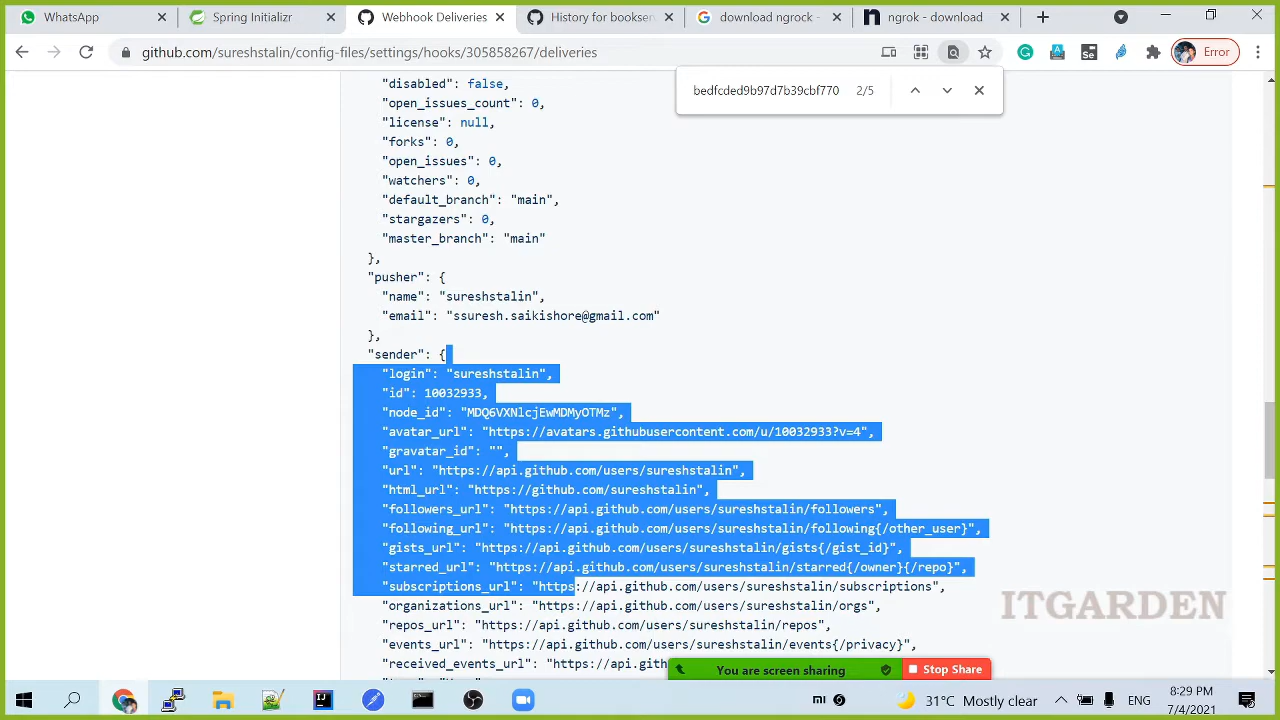 WhatsApp
Spring Initializr
Webhook Deliveries
History for booksen
download ngrock -
ngrok - download
github.com/sureshstalin/config-files/settings/hooks/305858267/deliveries
Error
bedfcded9b97d7b39cbf770 2/5
"disabled": false,
"open_issues_count": 0,
"license": null,
"forks": 0,
"open_issues": 0,
"watchers": 0,
"default_branch": "main",
"stargazers": 0,
"master_branch": "main"
},
"pusher": {
"name": "sureshstalin",
"email": "ssuresh.saikishore@gmail.com"
},
"sender": {
"login": "sureshstalin",
"id": 10032933,
"node_id": "MDQ6VXNlcjEwMDMyOTMz",
"avatar_url": "https://avatars.githubusercontent.com/u/10032933?v=4",
"gravatar_id": "",
"url": "https://api.github.com/users/sureshstalin",
"html_url": "https://github.com/sureshstalin",
"followers_url": "https://api.github.com/users/sureshstalin/followers",
"following_url": "https://api.github.com/users/sureshstalin/following{/other_user}",
"gists_url": "https://api.github.com/users/sureshstalin/gists{/gist_id}",
"starred_url": "https://api.github.com/users/sureshstalin/starred{/owner}{/repo}",
"subscriptions_url": "https://api.github.com/users/sureshstalin/subscriptions",
"organizations_url": "https://api.github.com/users/sureshstalin/orgs",
"repos_url": "https://api.github.com/users/sureshstalin/repos",
"events_url": "https://api.github.com/users/sureshstalin/events{/privacy}",
"received_events_url": "https://api.gith
ITGARDEN
You are screen sharing
Stop Share
31°C Mostly clear
ENG
8:29 PM
7/4/2021